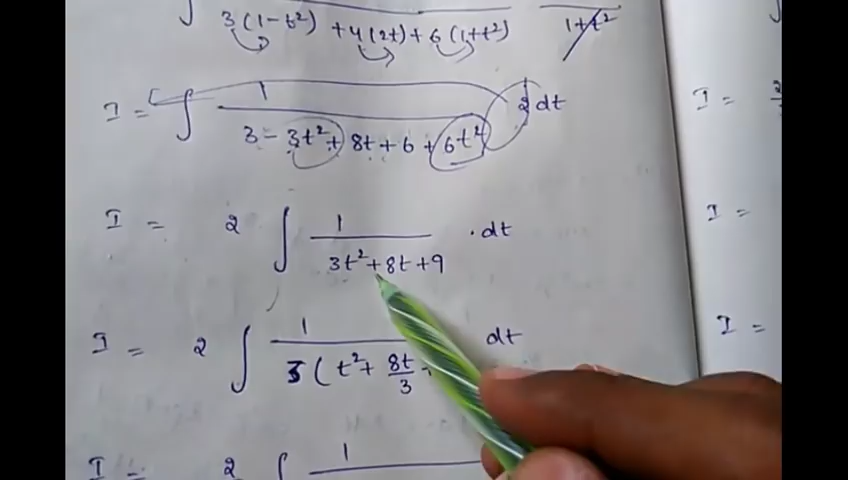 ∫ 3(1-t²) + 4(2t) + 6(1+t²) 1+t²
I = ∫ 1 / (3 - 3t² + 8t + 6 + 6t²) 2dt
I = 2 ∫ 1 / (3t² + 8t + 9) . dt
I = 2 ∫ 1 / 3(t² + 8t/3 + dt
I = 2 ∫ 1
I = 2
I =
I =